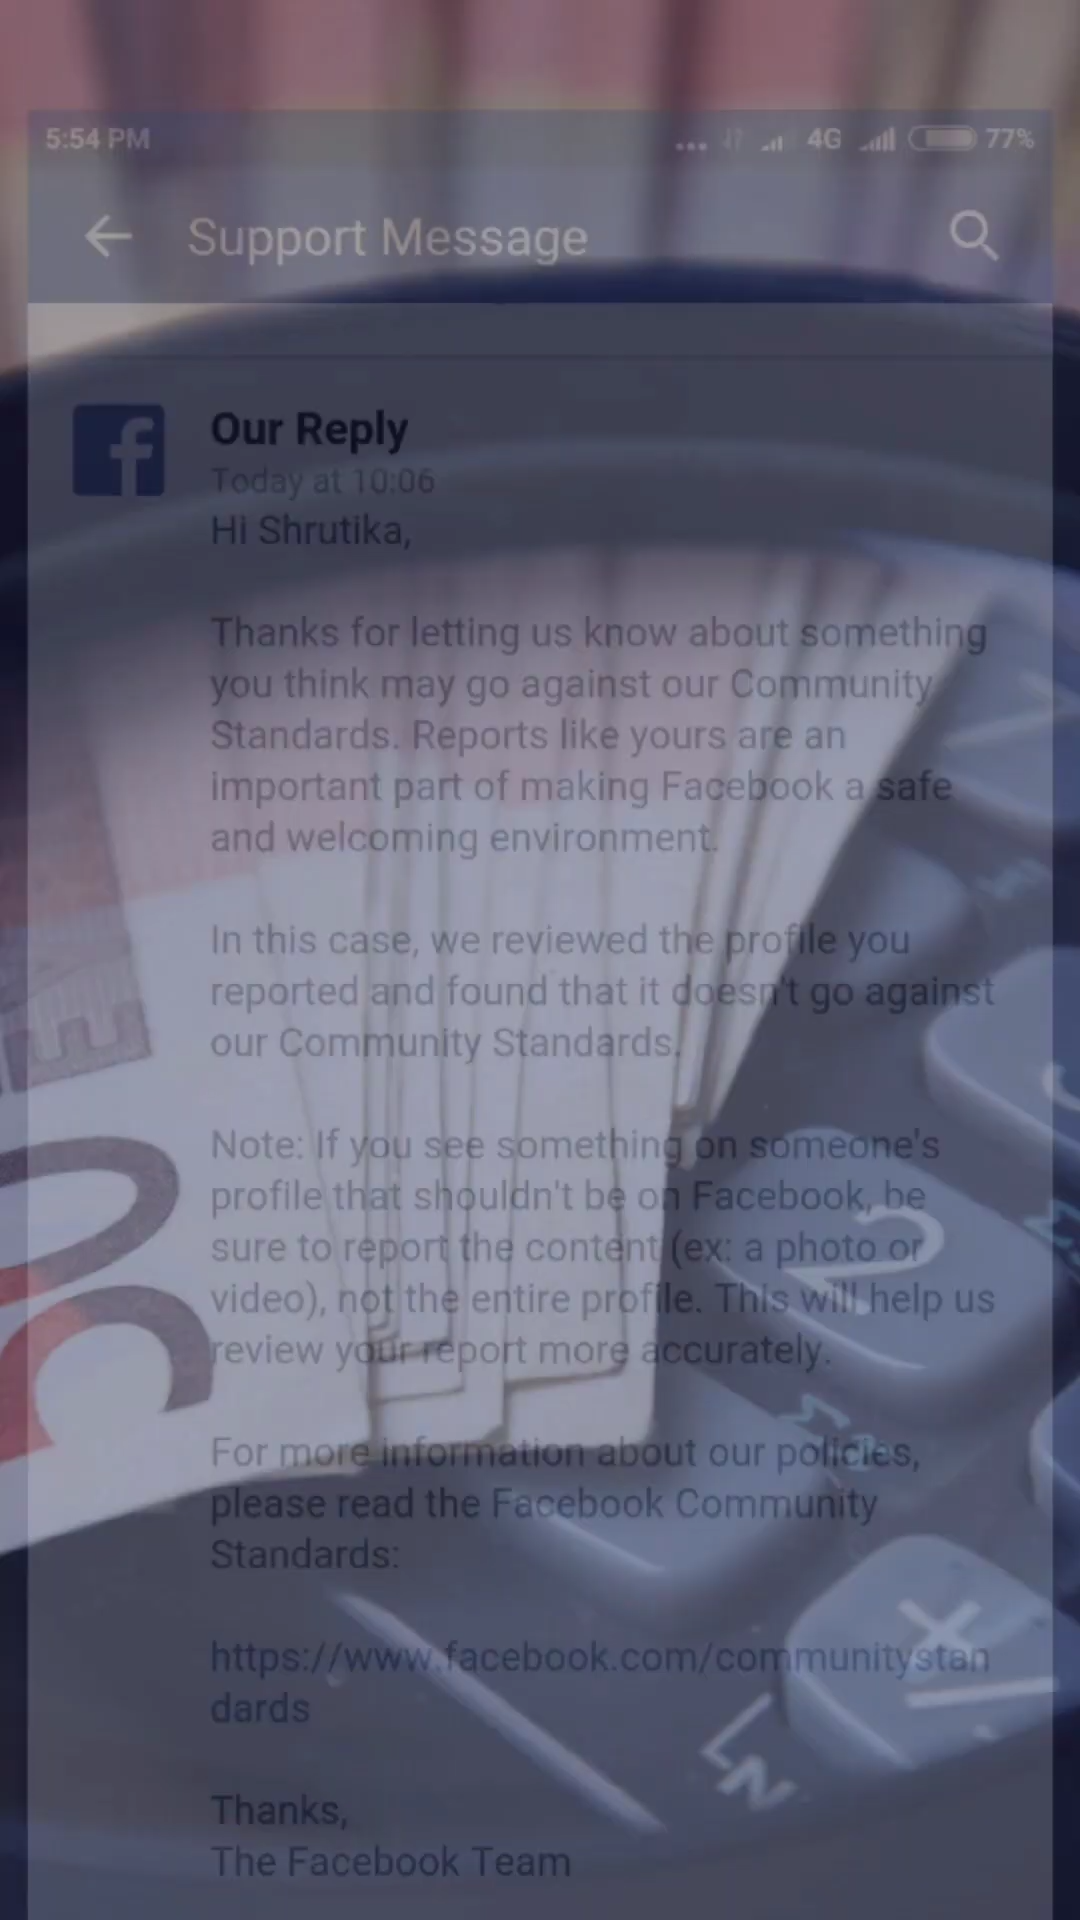 5:54 PM 4G 77%
Support Message
Our Reply
Today at 10:06
Hi Shrutika,
Thanks for letting us know about something
you think may go against our Community
Standards. Reports like yours are an
important part of making Facebook a safe
and welcoming environment.
In this case, we reviewed the profile you
reported and found that it doesn't go against
our Community Standards.
Note: If you see something on someone's
profile that shouldn't be on Facebook, be
sure to report the content (ex: a photo or
video), not the entire profile. This will help us
review your report more accurately.
For more information about our policies,
please read the Facebook Community
Standards:
https://www.facebook.com/communitystan
dards
Thanks,
The Facebook Team
2
LN